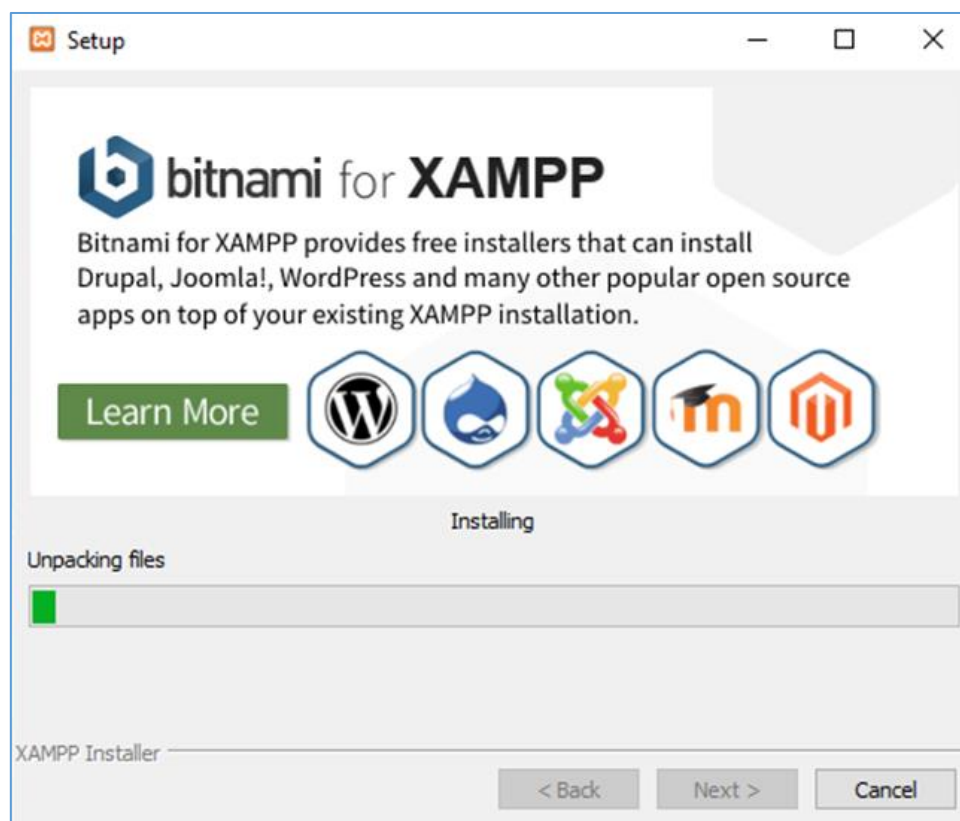 Setup
bitnami for XAMPP
Bitnami for XAMPP provides free installers that can install
Drupal, Joomla!, WordPress and many other popular open source
apps on top of your existing XAMPP installation.
Learn More
Installing
Unpacking files
XAMPP Installer
< Back Next > Cancel